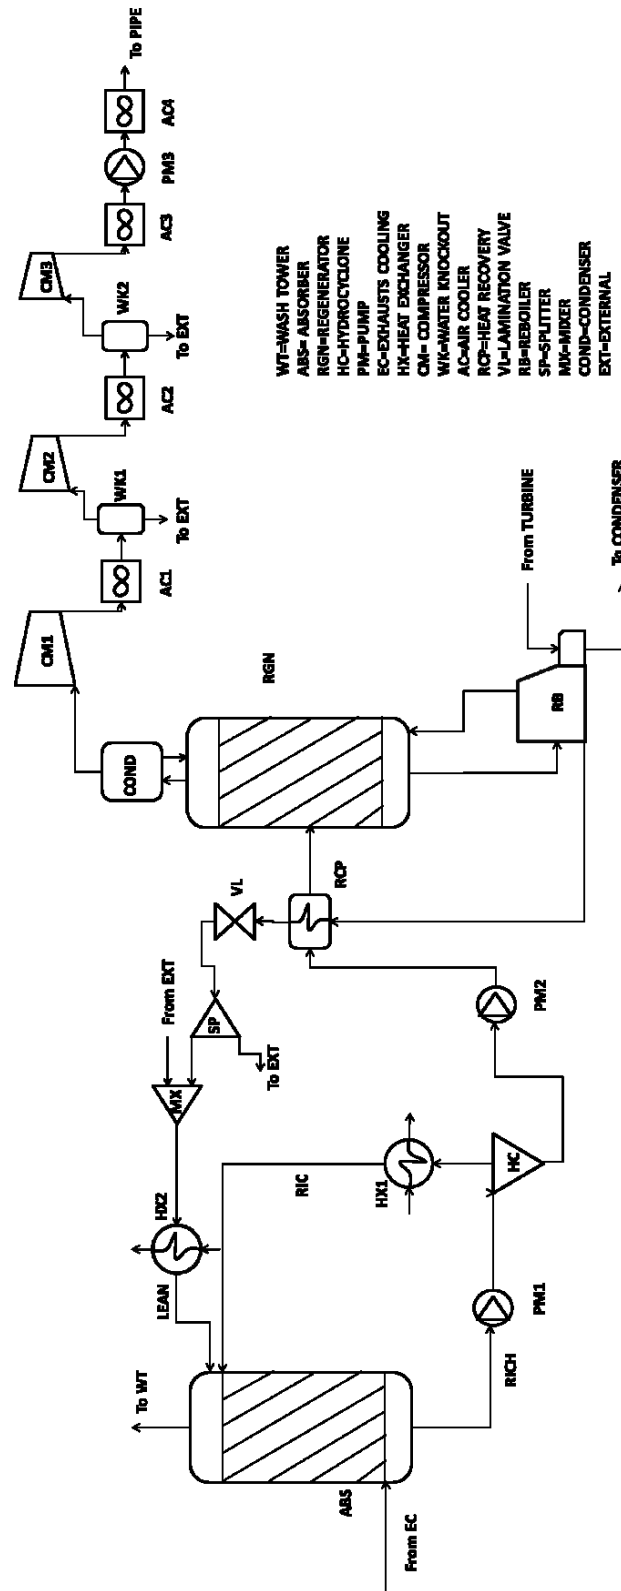 To WT
ABS
From EC
LEAN
HX2
RICH
PM1
RIC
HX1
HC
PM2
MX
From EXT
SP
To EXT
VL
RCP
COND
RGN
RB
From TURBINE
To CONDENSER
CM1
AC1
WK1
To EXT
CM2
AC2
WK2
To EXT
CM3
AC3
PM3
AC4
To PIPE
WT=WASH TOWER
ABS= ABSORBER
RGN=REGENERATOR
HC=HYDROCYCLONE
PM=PUMP
EC=EXHAUSTS COOLING
HX=HEAT EXCHANGER
CM= COMPRESSOR
WK=WATER KNOCKOUT
AC=AIR COOLER
RCP=HEAT RECOVERY
VL=LAMINATION VALVE
RB=REBOILER
SP=SPLITTER
MX=MIXER
COND=CONDENSER
EXT=EXTERNAL